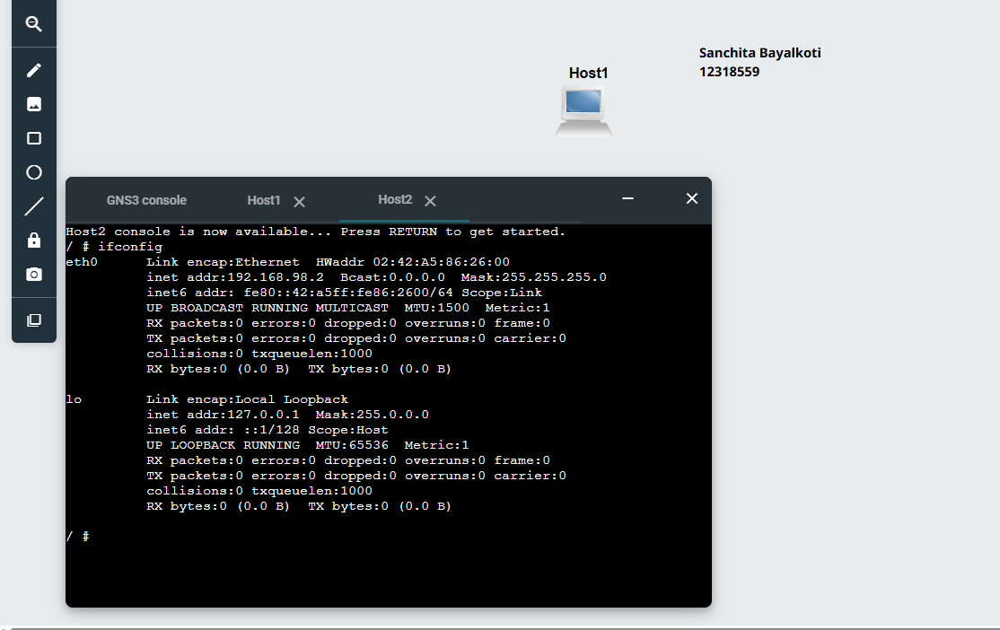 Sanchita Bayalkoti
12318559
Host1
GNS3 console
Host1
Host2
Host2 console is now available... Press RETURN to get started.
/ # ifconfig
eth0      Link encap:Ethernet  HWaddr 02:42:A5:86:26:00
          inet addr:192.168.98.2  Bcast:0.0.0.0  Mask:255.255.255.0
          inet6 addr: fe80::42:a5ff:fe86:2600/64 Scope:Link
          UP BROADCAST RUNNING MULTICAST  MTU:1500  Metric:1
          RX packets:0 errors:0 dropped:0 overruns:0 frame:0
          TX packets:0 errors:0 dropped:0 overruns:0 carrier:0
          collisions:0 txqueuelen:1000
          RX bytes:0 (0.0 B)  TX bytes:0 (0.0 B)
lo        Link encap:Local Loopback
          inet addr:127.0.0.1  Mask:255.0.0.0
          inet6 addr: ::1/128 Scope:Host
          UP LOOPBACK RUNNING  MTU:65536  Metric:1
          RX packets:0 errors:0 dropped:0 overruns:0 frame:0
          TX packets:0 errors:0 dropped:0 overruns:0 carrier:0
          collisions:0 txqueuelen:1000
          RX bytes:0 (0.0 B)  TX bytes:0 (0.0 B)
/ #